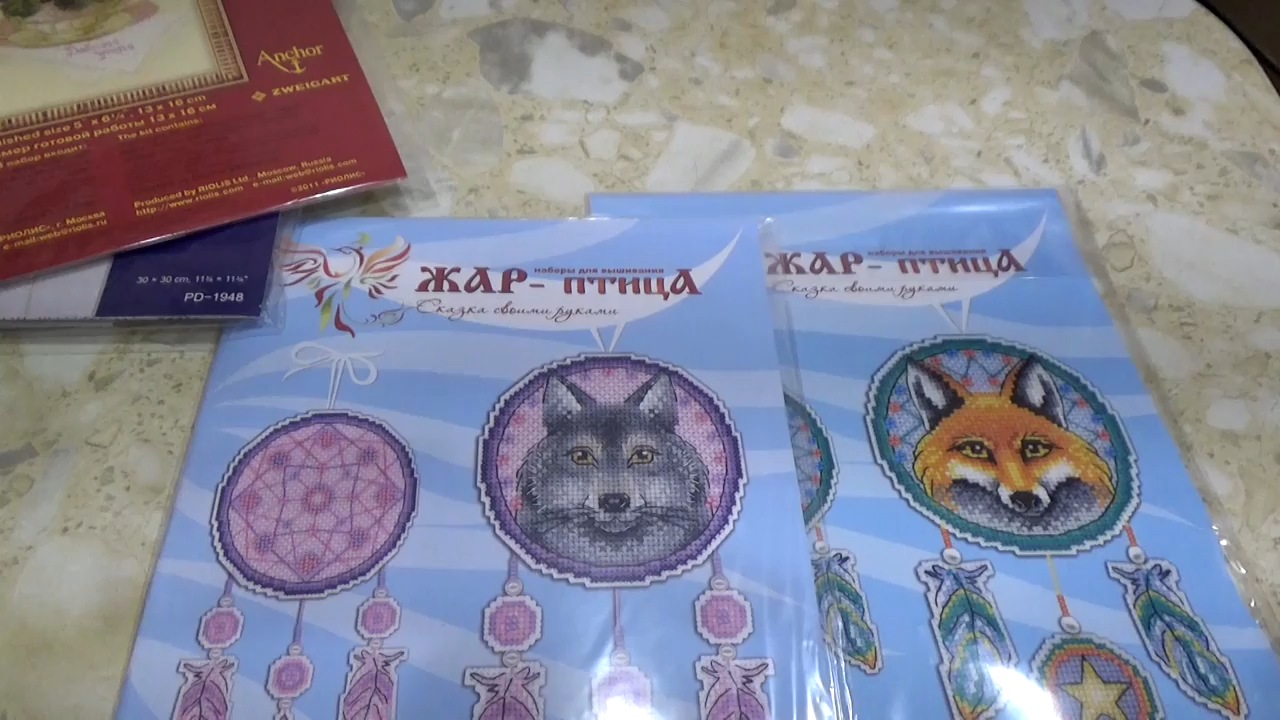 Anchor
ZWEIGART
ished size 5" x 6¼" - 13 x 16 cm
мер готовой работы 13 x 16 см
набор входит: The kit contains:
Produced by RIOLIS Ltd., Moscow, Russia
http://www.riolis.com e-mail:web@riolis.com
©2011 «РИОЛИС»
РИОЛИС», г. Москва
e-mail:web@riolis.ru
30 × 30 cm, 11¾ × 11¾"
PD-1948
наборы для вышивания
ЖАР-ПТИЦА
Сказка своими руками
наборы для вышивания
ЖАР-ПТИЦА
Сказка своими руками